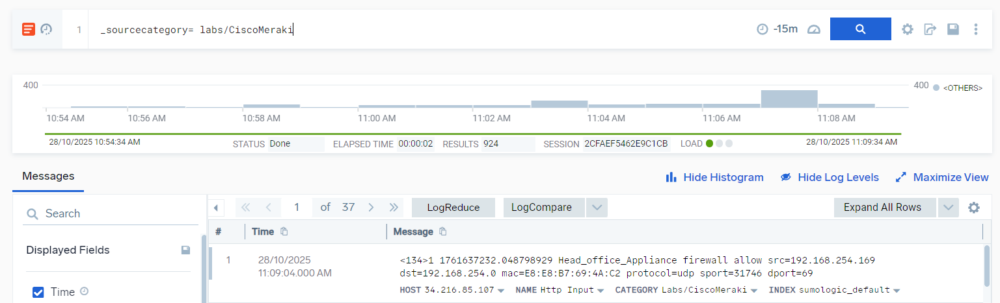 1 _sourcecategory= labs/CiscoMeraki -15m
400 400 <OTHERS>
10:54 AM 10:56 AM 10:58 AM 11:00 AM 11:02 AM 11:04 AM 11:06 AM 11:08 AM
28/10/2025 10:54:34 AM STATUS Done ELAPSED TIME 00:00:02 RESULTS 924 SESSION 2CFAEF5462E9C1CB LOAD 28/10/2025 11:09:34 AM
Messages Hide Histogram Hide Log Levels Maximize View
Search 1 of 37 LogReduce LogCompare Expand All Rows
# Time Message
Displayed Fields
1 28/10/2025 <134>1 1761637232.048798929 Head_office_Appliance firewall allow src=192.168.254.169
11:09:04.000 AM dst=192.168.254.0 mac=E8:E8:B7:69:4A:C2 protocol=udp sport=31746 dport=69
Time HOST 34.216.85.107 NAME Http Input CATEGORY Labs/CiscoMeraki INDEX sumologic_default